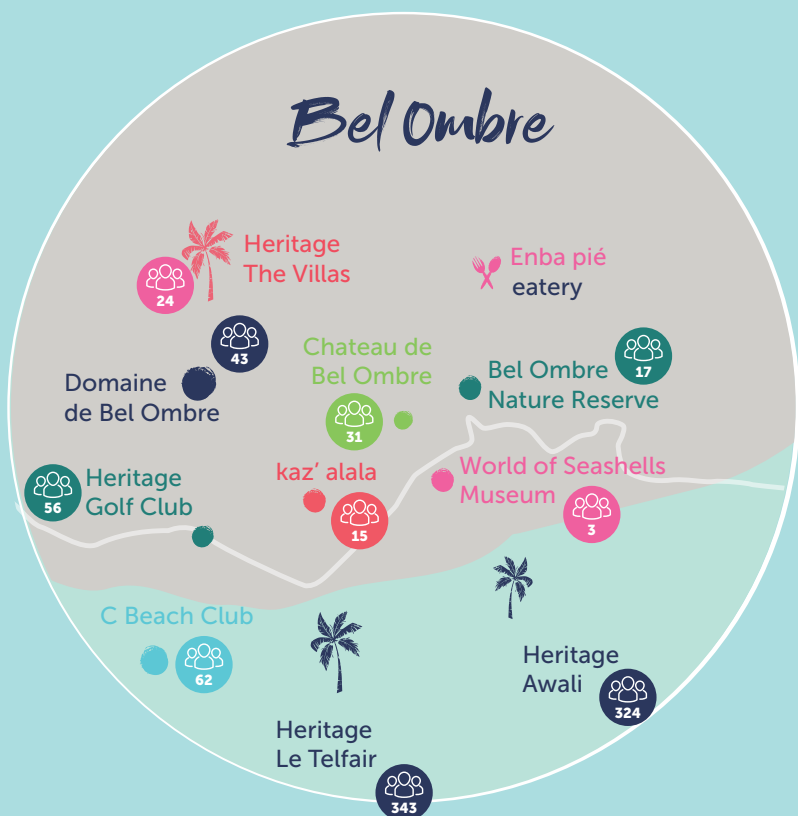 Bel Ombre
Heritage
The Villas
24
Enba pié
eatery
43
Domaine
de Bel Ombre
Chateau de
Bel Ombre
31
Bel Ombre
Nature Reserve
17
Heritage
Golf Club
56
kaz' alala
15
World of Seashells
Museum
3
C Beach Club
62
Heritage
Awali
324
Heritage
Le Telfair
343